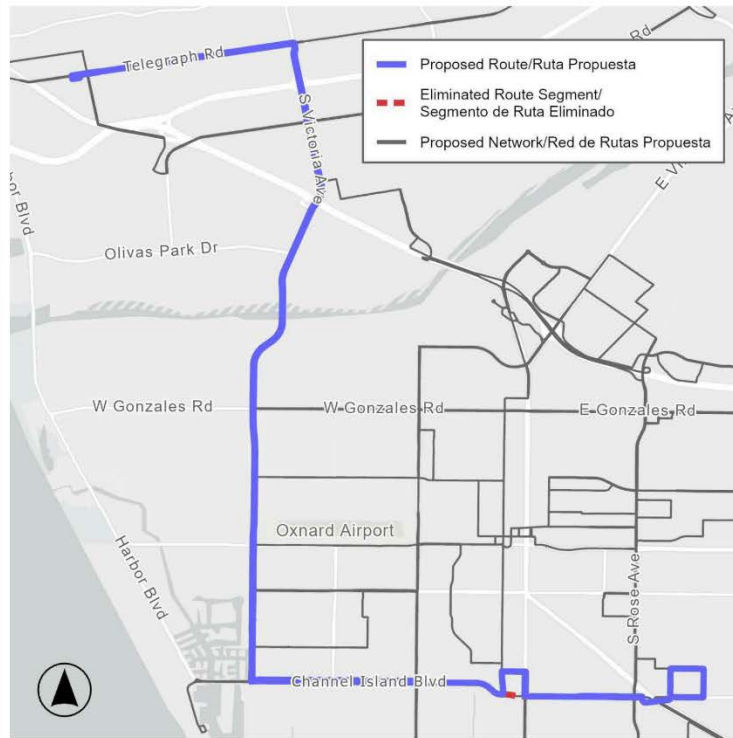 Telegraph Rd
Proposed Route/Ruta Propuesta
Eliminated Route Segment/
Segmento de Ruta Eliminado
Proposed Network/Red de Rutas Propuesta
Rd
S Victoria Ave
Olivas Park Dr
W Gonzales Rd
W Gonzales Rd
E Gonzales Rd
Oxnard Airport
Harbor Blvd
S Rose Ave
Channel Island Blvd